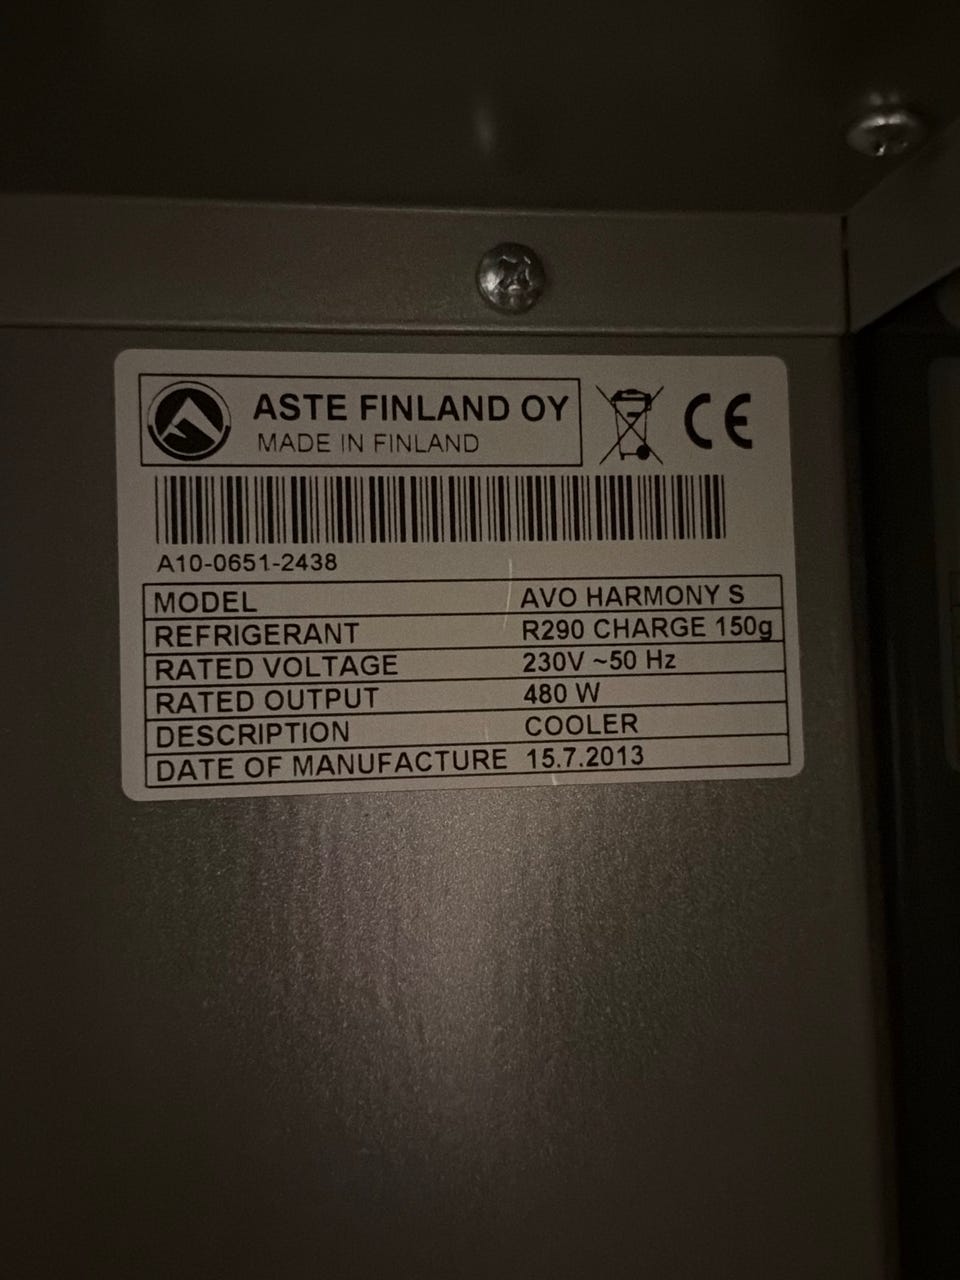 ASTE FINLAND OY
MADE IN FINLAND
CE
A10-0651-2438
MODEL AVO HARMONY S
REFRIGERANT R290 CHARGE 150g
RATED VOLTAGE 230V ~50 Hz
RATED OUTPUT 480 W
DESCRIPTION COOLER
DATE OF MANUFACTURE 15.7.2013